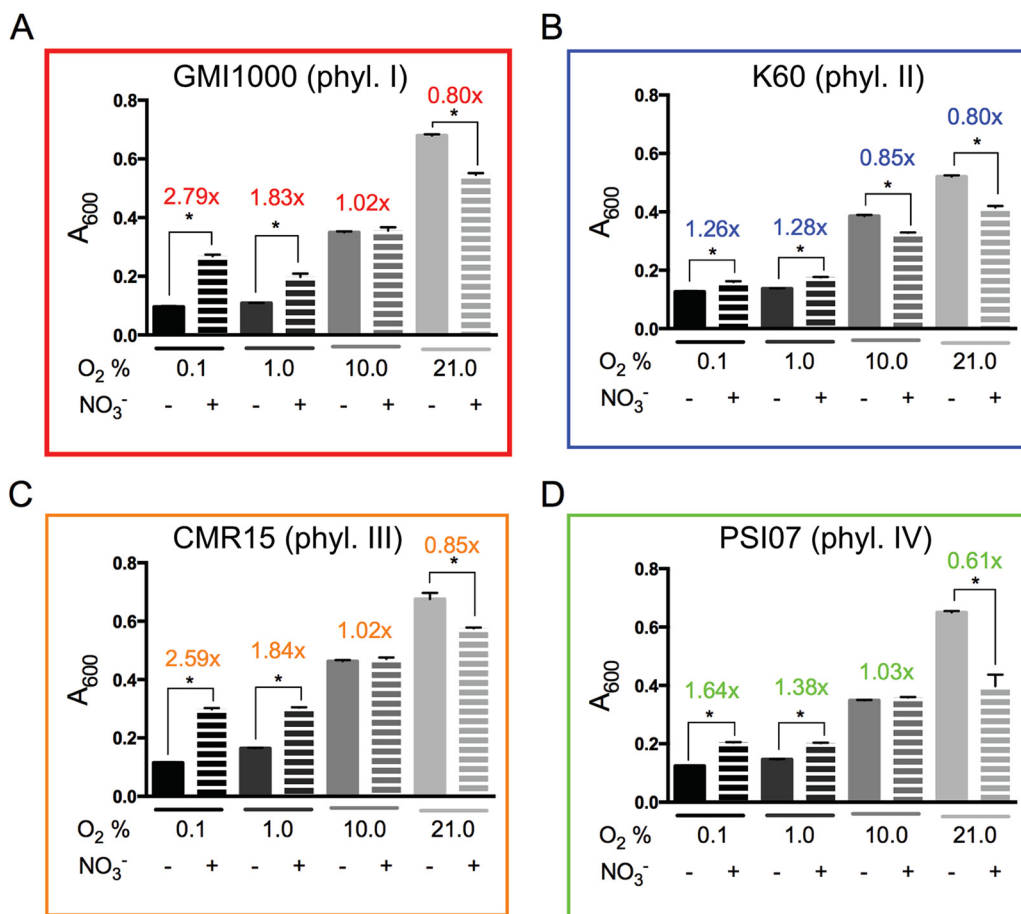 A
GMI1000 (phyl. I)
A600
0.8
0.6
0.4
0.2
0.0
2.79x
1.83x
1.02x
0.80x
* * *
O2 % 0.1 1.0 10.0 21.0
NO3- - + - + - + - +
B
K60 (phyl. II)
A600
0.8
0.6
0.4
0.2
0.0
1.26x
1.28x
0.85x
0.80x
* * * *
O2 % 0.1 1.0 10.0 21.0
NO3- - + - + - + - +
C
CMR15 (phyl. III)
A600
0.8
0.6
0.4
0.2
0.0
2.59x
1.84x
1.02x
0.85x
* * *
O2 % 0.1 1.0 10.0 21.0
NO3- - + - + - + - +
D
PSI07 (phyl. IV)
A600
0.8
0.6
0.4
0.2
0.0
1.64x
1.38x
1.03x
0.61x
* * *
O2 % 0.1 1.0 10.0 21.0
NO3- - + - + - + - +